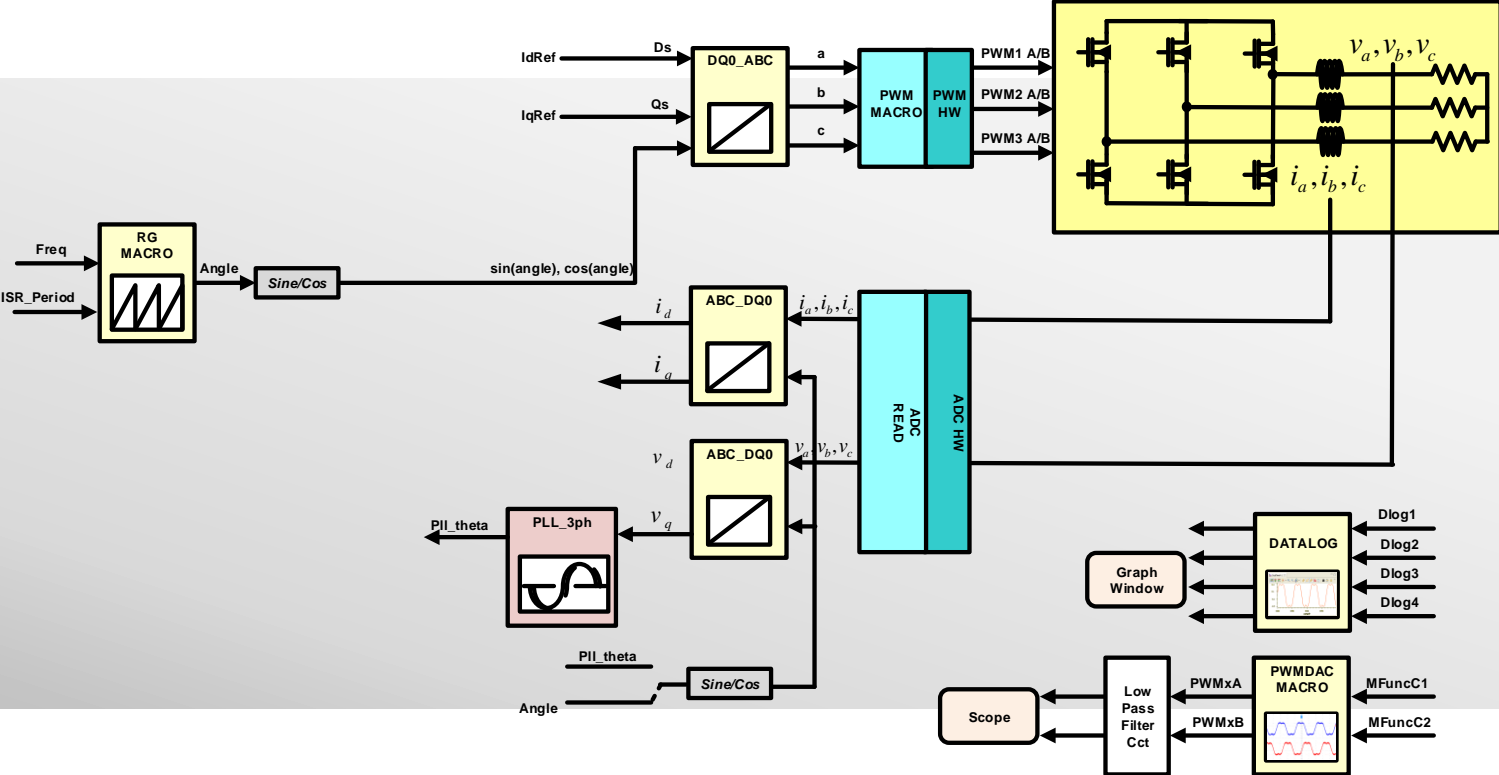 IdRef
Ds
IqRef
Qs
DQ0_ABC
a
b
c
PWM
MACRO
PWM
HW
PWM1 A/B
PWM2 A/B
PWM3 A/B
v_a, v_b, v_c
i_a, i_b, i_c
Freq
ISR_Period
RG
MACRO
Angle
Sine/Cos
sin(angle), cos(angle)
i_d
i_q
ABC_DQ0
i_a, i_b, i_c
ADC
READ
ADC HW
v_d
v_q
ABC_DQ0
v_a, v_b, v_c
Pll_theta
PLL_3ph
Pll_theta
Angle
Sine/Cos
Graph
Window
DATALOG
Dlog1
Dlog2
Dlog3
Dlog4
Scope
Low
Pass
Filter
Cct
PWMxA
PWMxB
PWMDAC
MACRO
MFuncC1
MFuncC2